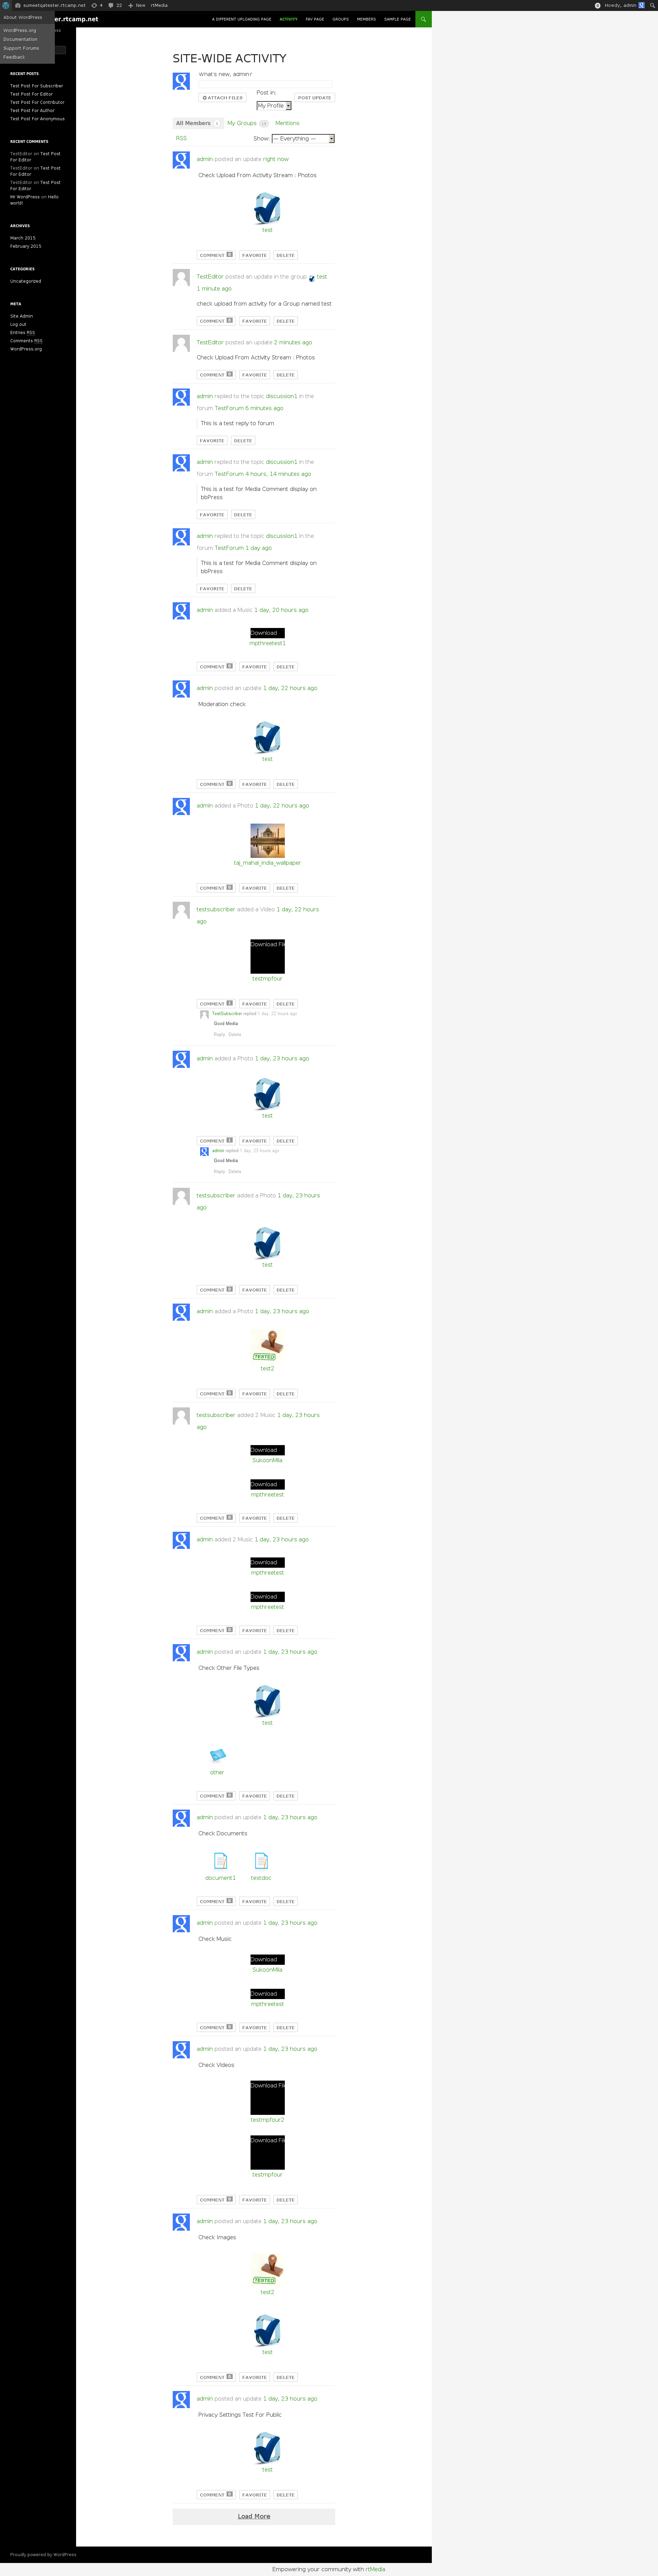 sumeetsjatester.rtcamp.net 4 22 New rtMedia 0 Howdy, admin
About WordPress
WordPress.org
Documentation
Support Forums
Feedback
er.rtcamp.net
A DIFFERENT UPLOADING PAGE ACTIVITY FAV PAGE GROUPS MEMBERS SAMPLE PAGE
RECENT POSTS
Test Post For Subscriber
Test Post For Editor
Test Post For Contributor
Test Post For Author
Test Post For Anonymous
RECENT COMMENTS
TestEditor on Test Post
For Editor
TestEditor on Test Post
For Editor
TestEditor on Test Post
For Editor
Mr WordPress on Hello
world!
ARCHIVES
March 2015
February 2015
CATEGORIES
Uncategorized
META
Site Admin
Log out
Entries RSS
Comments RSS
WordPress.org
SITE-WIDE ACTIVITY
What's new, admin?
ATTACH FILES
Post in:
My Profile
POST UPDATE
All Members My Groups Mentions
RSS
Show: — Everything —
admin posted an update right now
Check Upload From Activity Stream : Photos
test
COMMENT 0 FAVORITE DELETE
TestEditor posted an update in the group test
1 minute ago
check upload from activity for a Group named test
COMMENT 0 FAVORITE DELETE
TestEditor posted an update 2 minutes ago
Check Upload From Activity Stream : Photos
COMMENT 0 FAVORITE DELETE
admin replied to the topic discussion1 in the
forum TestForum 6 minutes ago
This is a test reply to forum
FAVORITE DELETE
admin replied to the topic discussion1 in the
forum TestForum 4 hours, 14 minutes ago
This is a test for Media Comment display on
bbPress
FAVORITE DELETE
admin replied to the topic discussion1 in the
forum TestForum 1 day ago
This is a test for Media Comment display on
bbPress
FAVORITE DELETE
admin added a Music 1 day, 20 hours ago
Download
mpthreetest1
COMMENT 0 FAVORITE DELETE
admin posted an update 1 day, 22 hours ago
Moderation check
test
COMMENT 0 FAVORITE DELETE
admin added a Photo 1 day, 22 hours ago
taj_mahal_india_wallpaper
COMMENT 0 FAVORITE DELETE
testsubscriber added a Video 1 day, 22 hours
ago
Download File
testmpfour
COMMENT 1 FAVORITE DELETE
TestSubscriber replied 1 day, 22 hours ago
Good Media
Reply Delete
admin added a Photo 1 day, 23 hours ago
test
COMMENT 1 FAVORITE DELETE
admin replied 1 day, 23 hours ago
Good Media
Reply Delete
testsubscriber added a Photo 1 day, 23 hours
ago
test
COMMENT 0 FAVORITE DELETE
admin added a Photo 1 day, 23 hours ago
TESTED
test2
COMMENT 0 FAVORITE DELETE
testsubscriber added 2 Music 1 day, 23 hours
ago
Download
SukoonMila
Download
mpthreetest
COMMENT 0 FAVORITE DELETE
admin added 2 Music 1 day, 23 hours ago
Download
mpthreetest
Download
mpthreetest
COMMENT 0 FAVORITE DELETE
admin posted an update 1 day, 23 hours ago
Check Other File Types
test
other
COMMENT 0 FAVORITE DELETE
admin posted an update 1 day, 23 hours ago
Check Documents
document1 testdoc
COMMENT 0 FAVORITE DELETE
admin posted an update 1 day, 23 hours ago
Check Music
Download
SukoonMila
Download
mpthreetest
COMMENT 0 FAVORITE DELETE
admin posted an update 1 day, 23 hours ago
Check Videos
Download File
testmpfour2
Download File
testmpfour
COMMENT 0 FAVORITE DELETE
admin posted an update 1 day, 23 hours ago
Check Images
TESTED
test2
test
COMMENT 0 FAVORITE DELETE
admin posted an update 1 day, 23 hours ago
Privacy Settings Test For Public
test
COMMENT 0 FAVORITE DELETE
Load More
Proudly powered by WordPress
Empowering your community with rtMedia